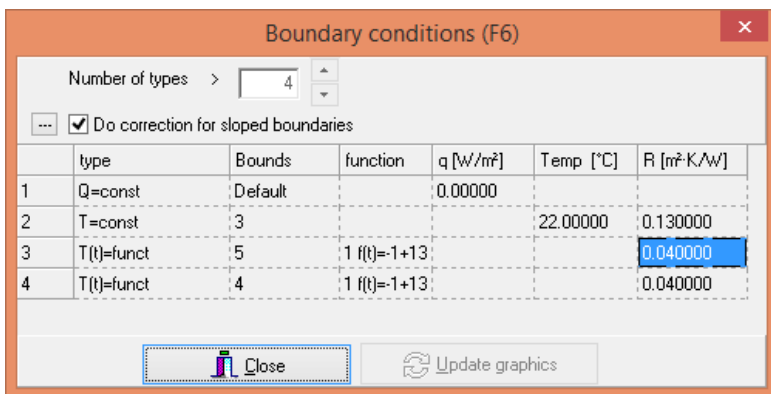 Boundary conditions (F6)
Number of types > 4
--- Do correction for sloped boundaries
type Bounds function q [W/m²] Temp [°C] R [m²·K/W]
1 Q=const Default 0.00000
2 T=const 3 22.00000 0.130000
3 T(t)=funct 5 1 f(t)=-1+13 0.040000
4 T(t)=funct 4 1 f(t)=-1+13 0.040000
Close Update graphics